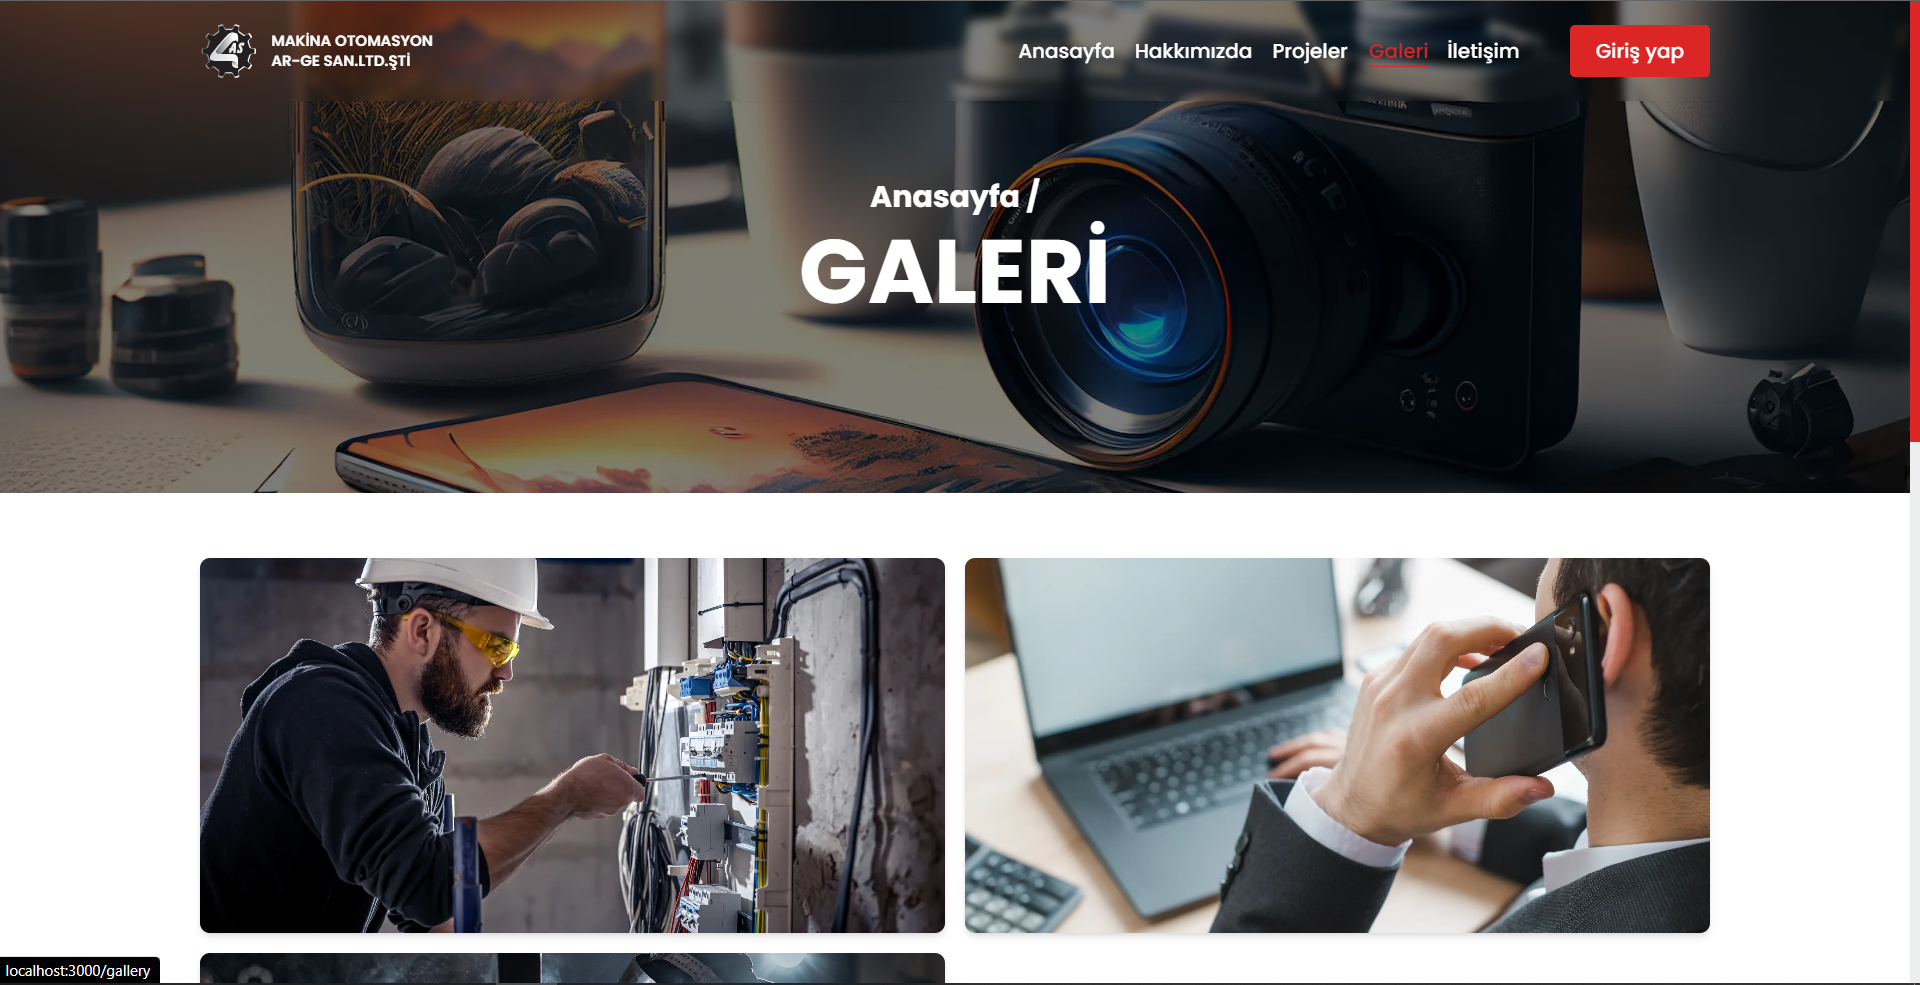 4AS
MAKİNA OTOMASYON
AR-GE SAN.LTD.ŞTİ
Anasayfa Hakkımızda Projeler Galeri İletişim Giriş yap
Anasayfa /
GALERİ
localhost:3000/gallery